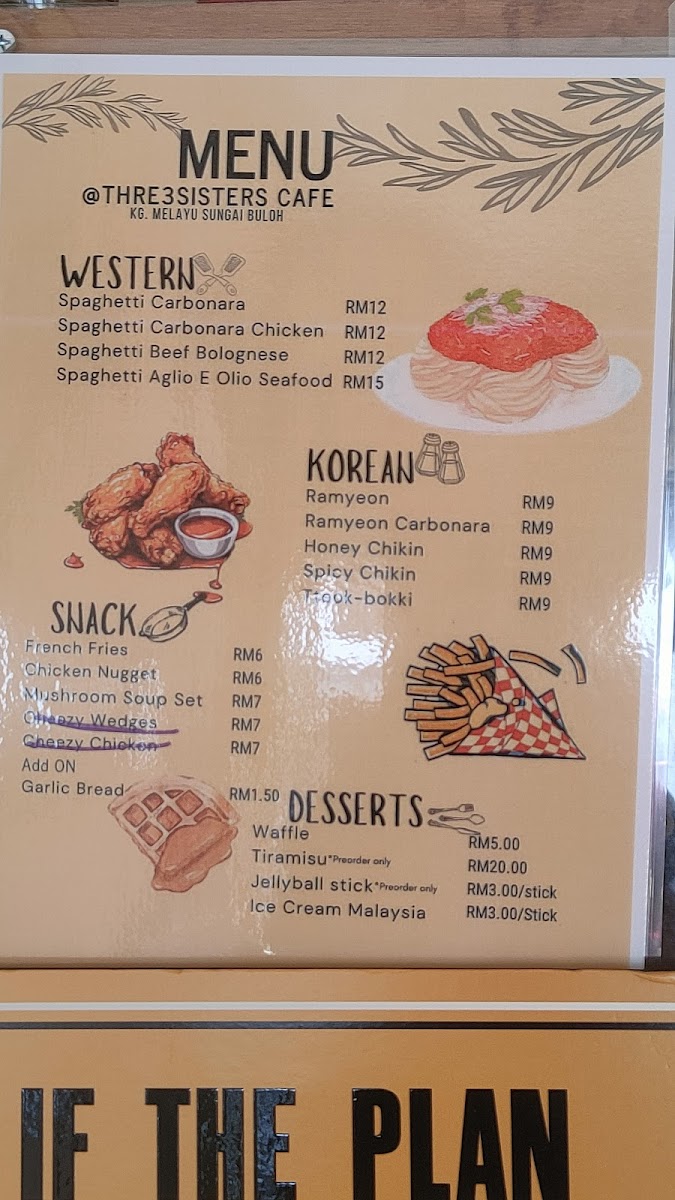 MENU
@THRE3SISTERS CAFE
KG. MELAYU SUNGAI BULOH
WESTERN
Spaghetti Carbonara RM12
Spaghetti Carbonara Chicken RM12
Spaghetti Beef Bolognese RM12
Spaghetti Aglio E Olio Seafood RM15
KOREAN
Ramyeon RM9
Ramyeon Carbonara RM9
Honey Chikin RM9
Spicy Chikin RM9
Tteok-bokki RM9
SNACK
French Fries RM6
Chicken Nugget RM6
Mushroom Soup Set RM7
Cheezy Wedges RM7
Cheezy Chicken RM7
Add ON
Garlic Bread RM1.50
DESSERTS
Waffle RM5.00
Tiramisu*Preorder only RM20.00
Jellyball stick*Preorder only RM3.00/stick
Ice Cream Malaysia RM3.00/Stick
IF THE PLAN